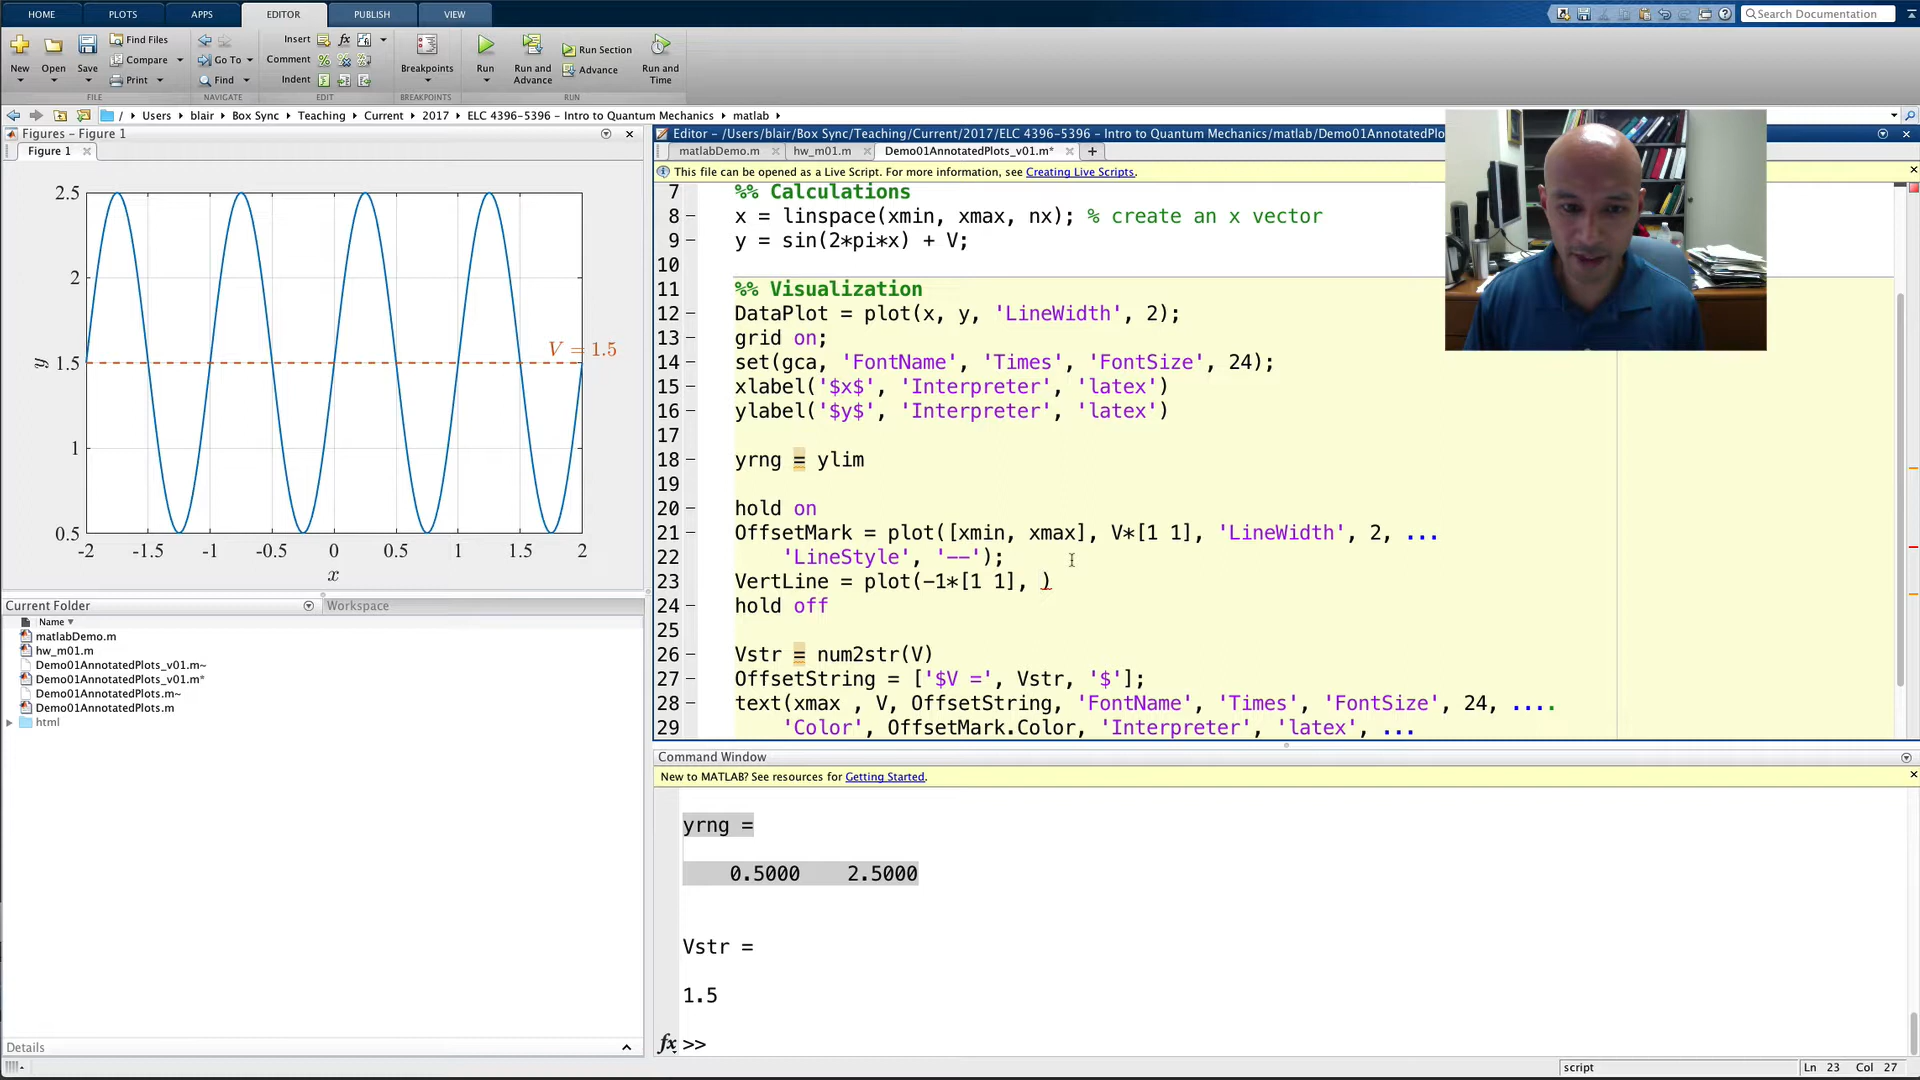 HOME PLOTS APPS EDITOR PUBLISH VIEW
Search Documentation
New Open Save Find Files Compare Print
Go To Find
Insert fx
Comment
Indent
Breakpoints Run Run and Advance Run Section Advance Run and Time
FILE NAVIGATE EDIT BREAKPOINTS RUN
/ Users blair Box Sync Teaching Current 2017 ELC 4396-5396 - Intro to Quantum Mechanics matlab
Figures - Figure 1
Figure 1
2.5
2
1.5
1
0.5
y
V = 1.5
-2 -1.5 -1 -0.5 0 0.5 1 1.5 2
x
Current Folder Workspace
Name
matlabDemo.m
hw_m01.m
Demo01AnnotatedPlots_v01.m~
Demo01AnnotatedPlots_v01.m*
Demo01AnnotatedPlots.m~
Demo01AnnotatedPlots.m
html
Details
Editor - /Users/blair/Box Sync/Teaching/Current/2017/ELC 4396-5396 - Intro to Quantum Mechanics/matlab/Demo01AnnotatedPlo
matlabDemo.m hw_m01.m Demo01AnnotatedPlots_v01.m* +
This file can be opened as a Live Script. For more information, see Creating Live Scripts.
7 %% Calculations
8 x = linspace(xmin, xmax, nx); % create an x vector
9 y = sin(2*pi*x) + V;
10
11 %% Visualization
12 DataPlot = plot(x, y, 'LineWidth', 2);
13 grid on;
14 set(gca, 'FontName', 'Times', 'FontSize', 24);
15 xlabel('$x$', 'Interpreter', 'latex')
16 ylabel('$y$', 'Interpreter', 'latex')
17
18 yrng = ylim
19
20 hold on
21 OffsetMark = plot([xmin, xmax], V*[1 1], 'LineWidth', 2, ...
22 'LineStyle', '--');
23 VertLine = plot(-1*[1 1], )
24 hold off
25
26 Vstr = num2str(V)
27 OffsetString = ['$V =', Vstr, '$'];
28 text(xmax , V, OffsetString, 'FontName', 'Times', 'FontSize', 24, ....
29 'Color', OffsetMark.Color, 'Interpreter', 'latex', ...
Command Window
New to MATLAB? See resources for Getting Started.
yrng =
0.5000 2.5000
Vstr =
1.5
fx >>
script Ln 23 Col 27